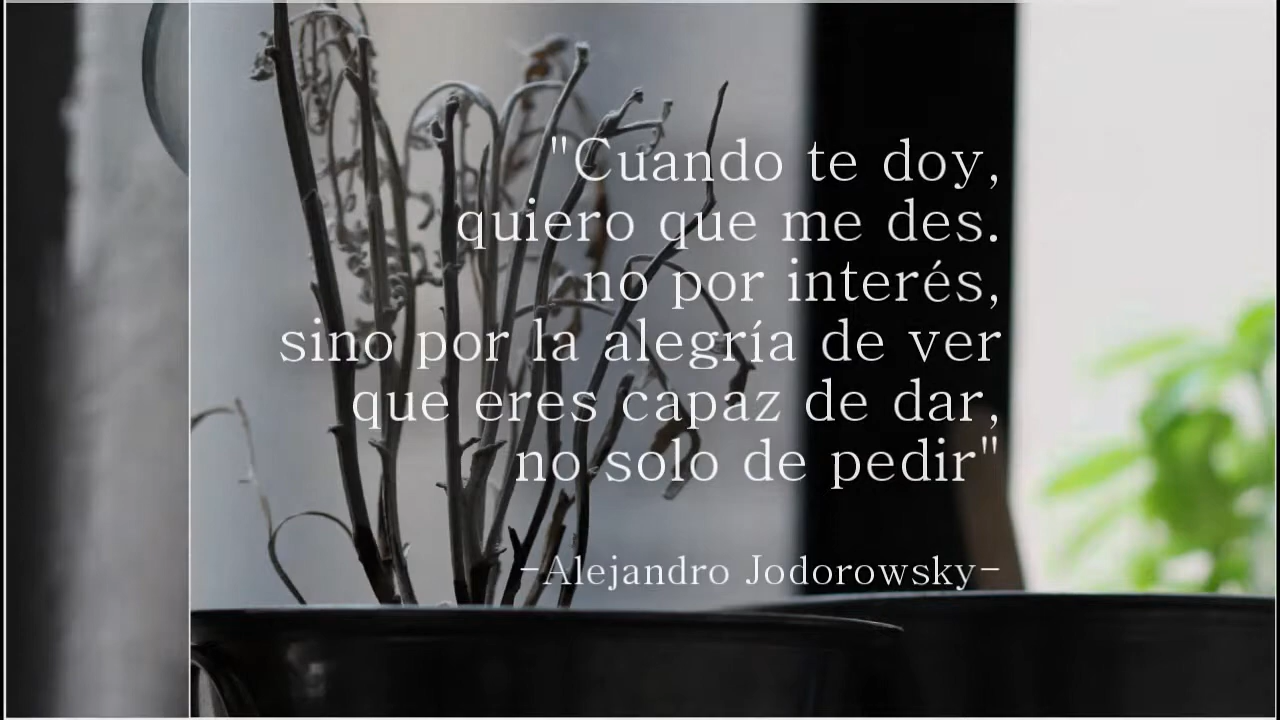 "Cuando te doy,
quiero que me des.
no por interés,
sino por la alegría de ver
que eres capaz de dar,
no solo de pedir"
-Alejandro Jodorowsky-